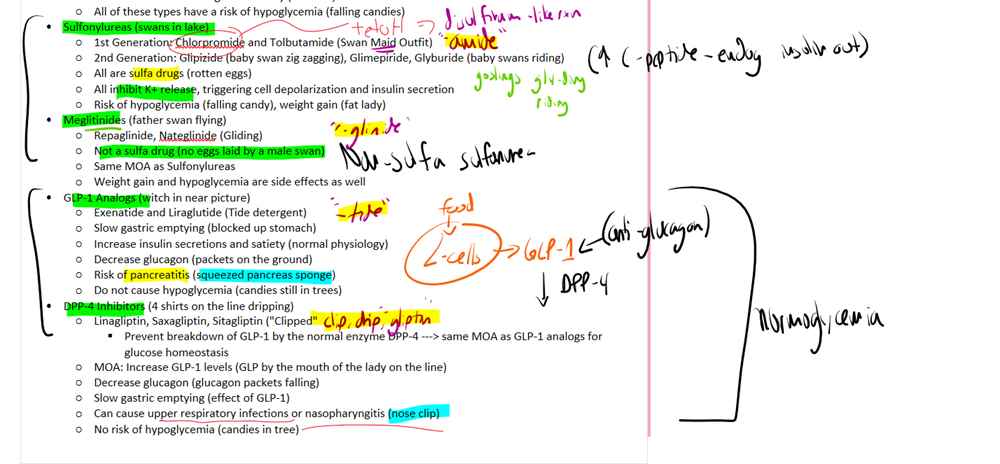 ○ All of these types have a risk of hypoglycemia (falling candies)
• Sulfonylureas (swans in lake)
disulfiram-like rxn
○ 1st Generation: Chlorpromide and Tolbutamide (Swan Maid Outfit) "-amide"
○ 2nd Generation: Glipizide (baby swan zig zagging), Glimepiride, Glyburide (baby swans riding)
(↑ C-peptide-endog insulin out)
○ All are sulfa drugs (rotten eggs)
○ All inhibit K+ release, triggering cell depolarization and insulin secretion
goslings gly-ding
riding
○ Risk of hypoglycemia (falling candy), weight gain (fat lady)
• Meglitinides (father swan flying)
○ Repaglinide, Nateglinide (Gliding) "-glinide"
○ Not a sulfa drug (no eggs laid by a male swan)
Non-sulfa
○ Same MOA as Sulfonylureas
○ Weight gain and hypoglycemia are side effects as well
• GLP-1 Analogs (witch in near picture)
○ Exenatide and Liraglutide (Tide detergent) "-tide"
○ Slow gastric emptying (blocked up stomach)
○ Increase insulin secretions and satiety (normal physiology)
○ Decrease glucagon (packets on the ground)
○ Risk of pancreatitis (squeezed pancreas sponge)
○ Do not cause hypoglycemia (candies still in trees)
food
L-cells → GLP-1 ← (anti-glucagon)
↓ DPP-4
• DPP-4 Inhibitors (4 shirts on the line dripping)
○ Linagliptin, Saxagliptin, Sitagliptin ("Clipped" clip, drip, gliptin
normoglycemia
▪ Prevent breakdown of GLP-1 by the normal enzyme DPP-4 ---> same MOA as GLP-1 analogs for
glucose homeostasis
○ MOA: Increase GLP-1 levels (GLP by the mouth of the lady on the line)
○ Decrease glucagon (glucagon packets falling)
○ Slow gastric emptying (effect of GLP-1)
○ Can cause upper respiratory infections or nasopharyngitis (nose clip)
○ No risk of hypoglycemia (candies in tree)